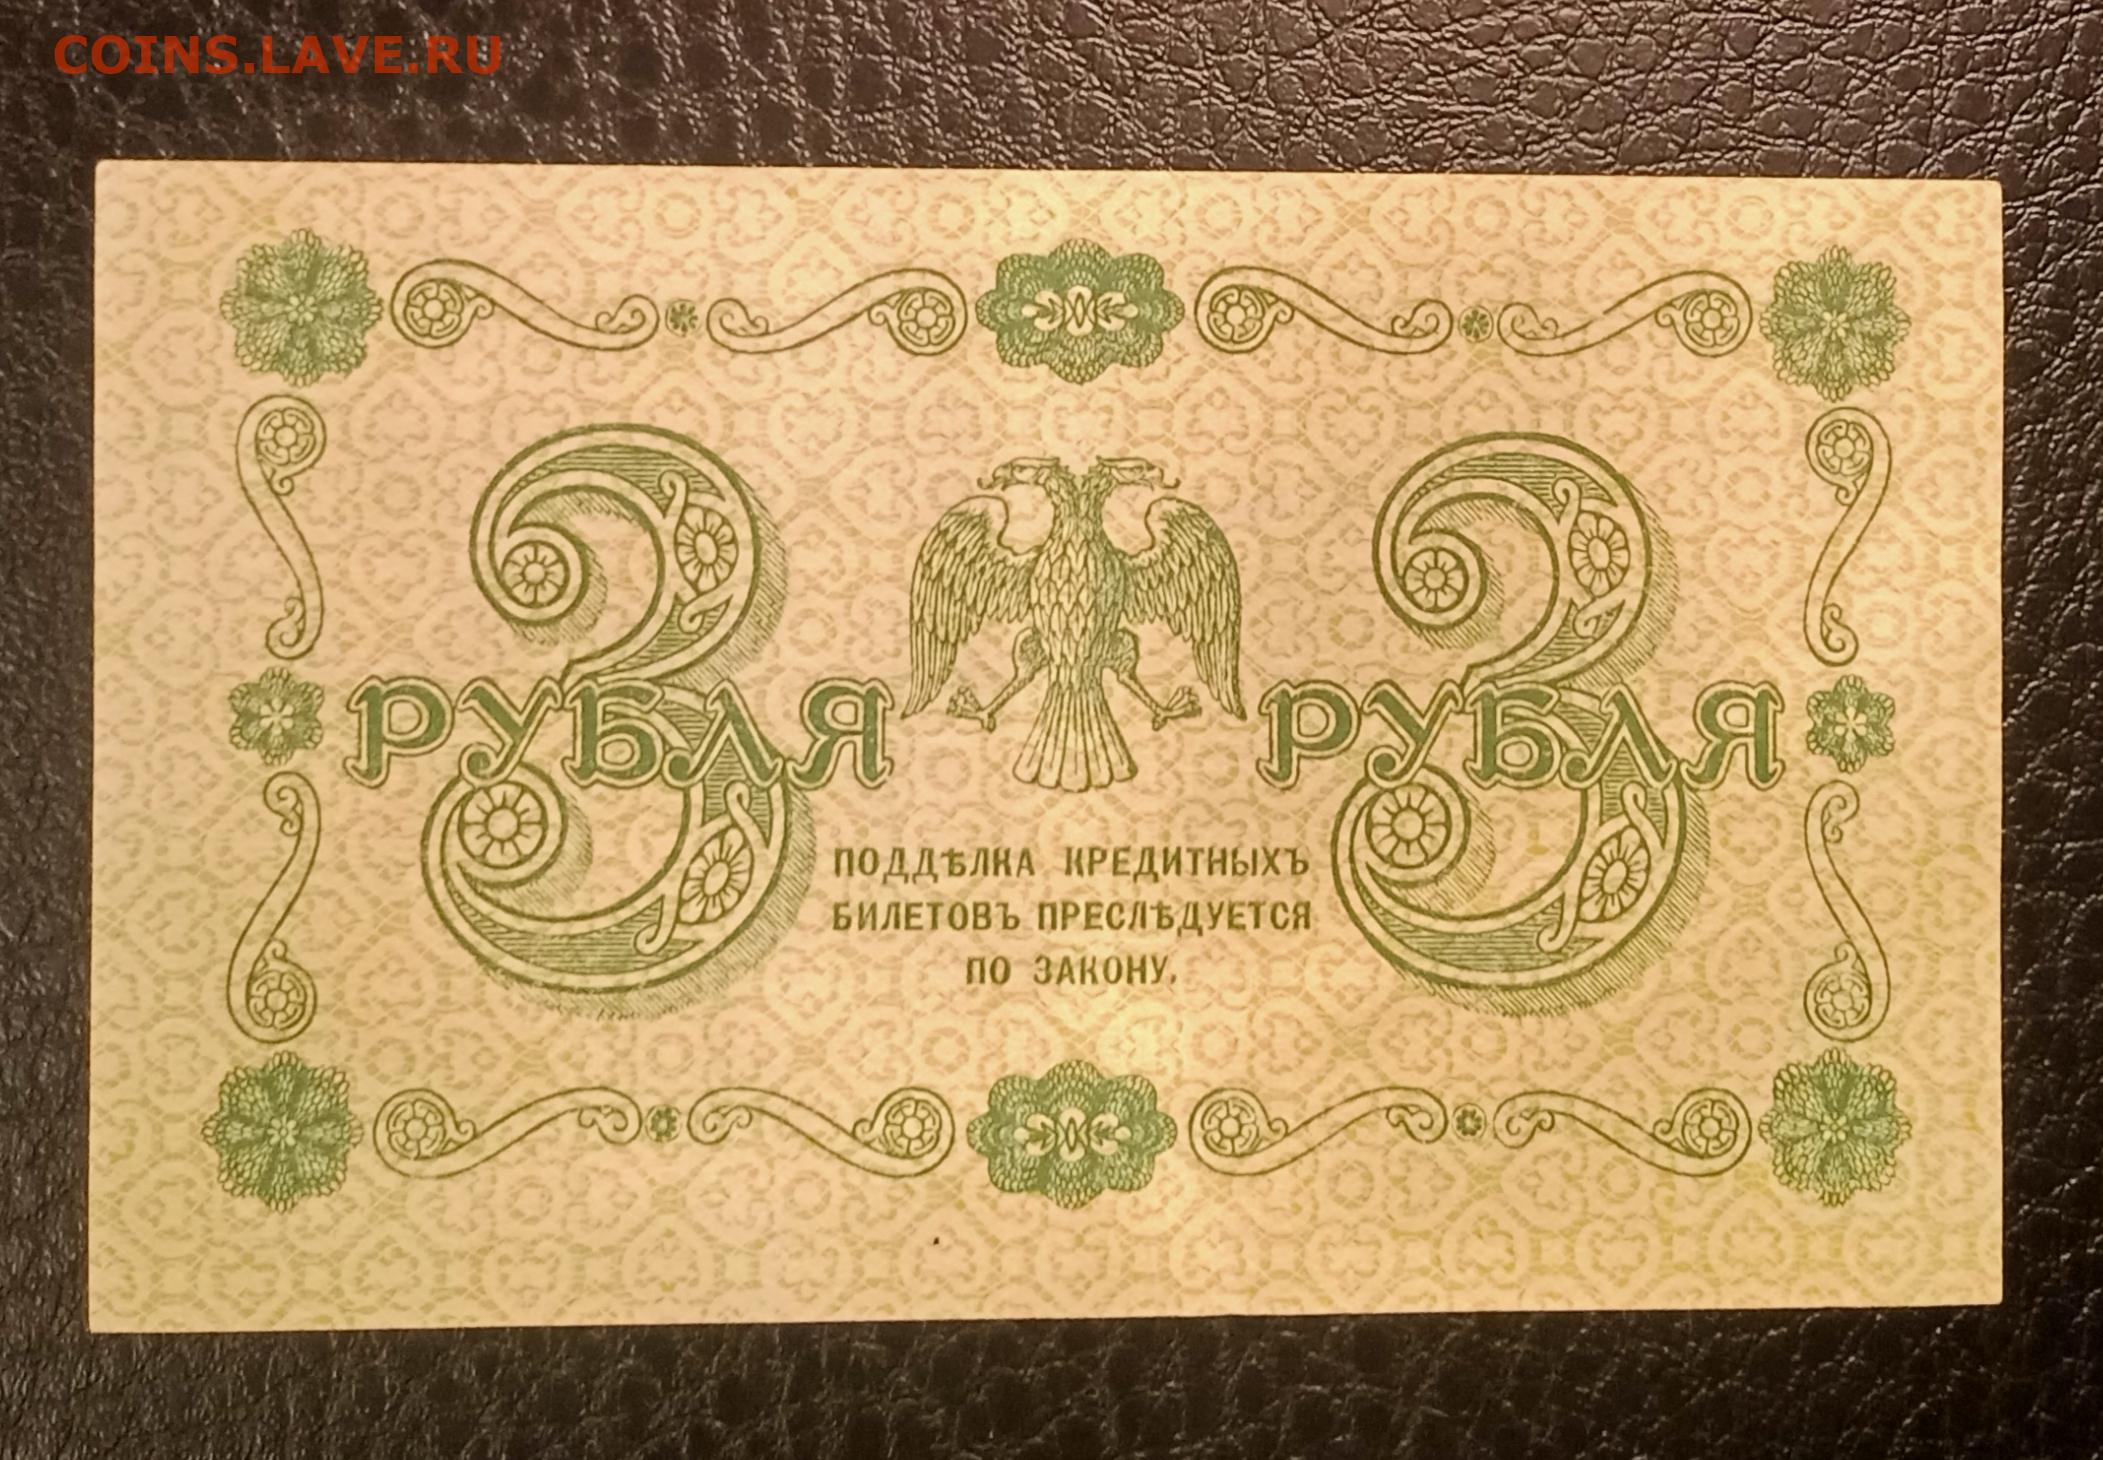 COINS.LAVE.RU
3 3
РУБЛЯ РУБЛЯ
ПОДДѢЛКА КРЕДИТНЫХЪ
БИЛЕТОВЪ ПРЕСЛѢДУЕТСЯ
ПО ЗАКОНУ.